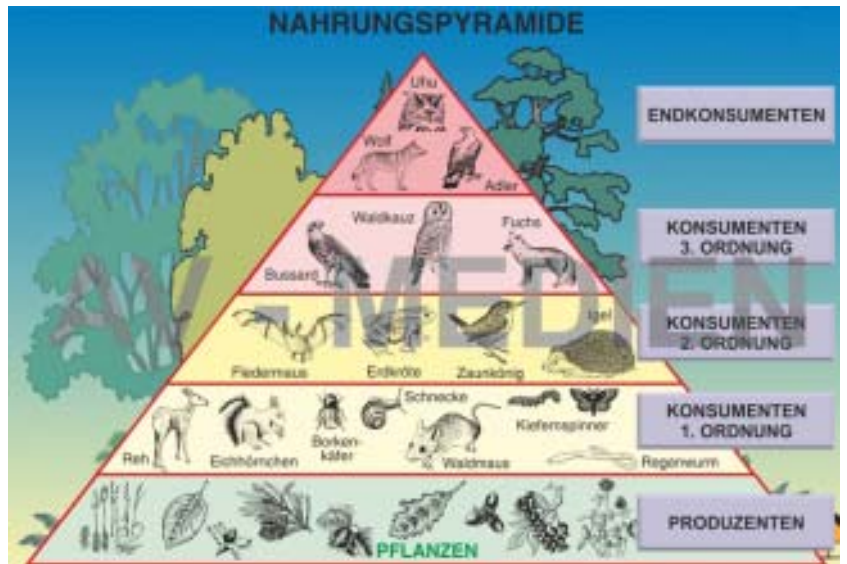 NAHRUNGSPYRAMIDE
Uhu
Wolf
Adler
ENDKONSUMENTEN
Waldkauz
Fuchs
Bussard
KONSUMENTEN
3. ORDNUNG
AV - MEDIEN
Igel
Fledermaus
Erdkröte
Zaunkönig
KONSUMENTEN
2. ORDNUNG
Schnecke
Kiefernspinner
Reh
Eichhörnchen
Borken-
käfer
Waldmaus
Regenwurm
KONSUMENTEN
1. ORDNUNG
PFLANZEN
PRODUZENTEN